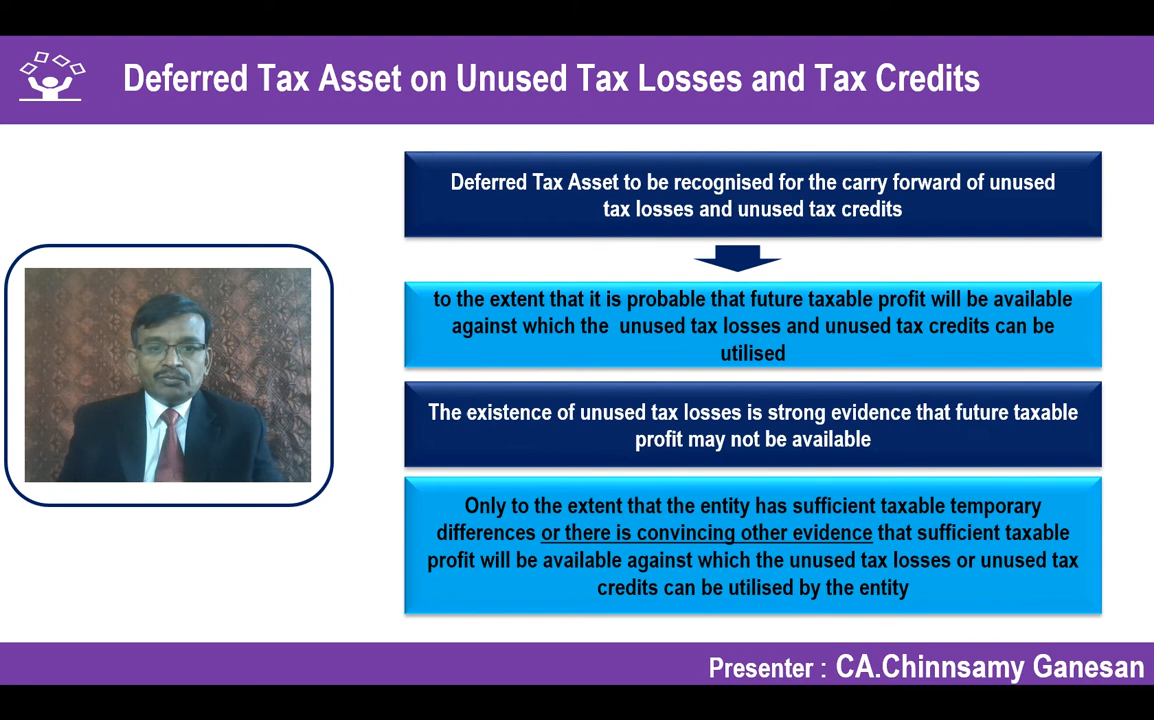 Deferred Tax Asset on Unused Tax Losses and Tax Credits
Deferred Tax Asset to be recognised for the carry forward of unused
tax losses and unused tax credits
to the extent that it is probable that future taxable profit will be available
against which the unused tax losses and unused tax credits can be
utilised
The existence of unused tax losses is strong evidence that future taxable
profit may not be available
Only to the extent that the entity has sufficient taxable temporary
differences or there is convincing other evidence that sufficient taxable
profit will be available against which the unused tax losses or unused tax
credits can be utilised by the entity
Presenter : CA.Chinnsamy Ganesan